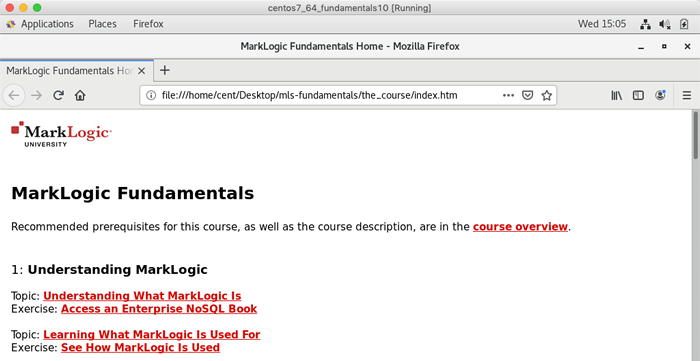 centos7_64_fundamentals10 [Running]
Applications Places Firefox Wed 15:05
MarkLogic Fundamentals Home - Mozilla Firefox
MarkLogic Fundamentals Hom
file:///home/cent/Desktop/mls-fundamentals/the_course/index.htm
MarkLogic
UNIVERSITY
MarkLogic Fundamentals
Recommended prerequisites for this course, as well as the course description, are in the course overview.
1: Understanding MarkLogic
Topic: Understanding What MarkLogic Is
Exercise: Access an Enterprise NoSQL Book
Topic: Learning What MarkLogic Is Used For
Exercise: See How MarkLogic Is Used